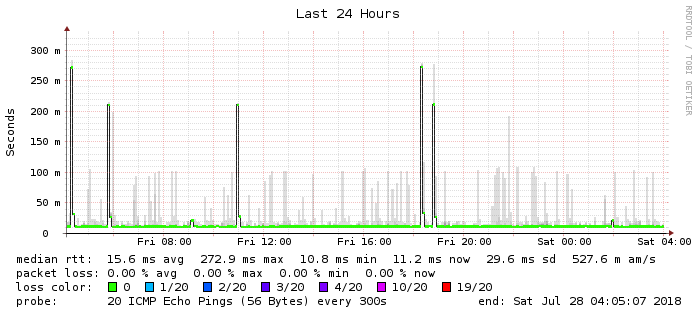 Last 24 Hours
RRDTOOL / TOBI OETIKER
Seconds
300 m
250 m
200 m
150 m
100 m
50 m
0
Fri 08:00 Fri 12:00 Fri 16:00 Fri 20:00 Sat 00:00 Sat 04:00
median rtt: 15.6 ms avg 272.9 ms max 10.8 ms min 11.2 ms now 29.6 ms sd 527.6 m am/s
packet loss: 0.00 % avg 0.00 % max 0.00 % min 0.00 % now
loss color: 0 1/20 2/20 3/20 4/20 10/20 19/20
probe: 20 ICMP Echo Pings (56 Bytes) every 300s end: Sat Jul 28 04:05:07 2018